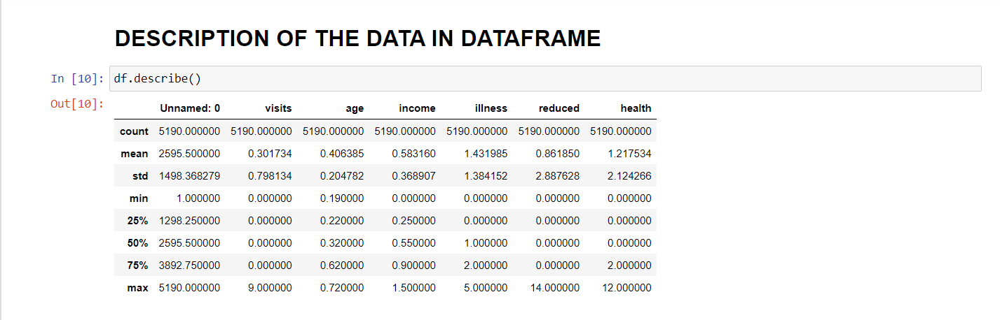 DESCRIPTION OF THE DATA IN DATAFRAME
In [10]: df.describe()
Out[10]:
Unnamed: 0 visits age income illness reduced health
count 5190.000000 5190.000000 5190.000000 5190.000000 5190.000000 5190.000000 5190.000000
mean 2595.500000 0.301734 0.406385 0.583160 1.431985 0.861850 1.217534
std 1498.368279 0.798134 0.204782 0.368907 1.384152 2.887628 2.124266
min 1.000000 0.000000 0.190000 0.000000 0.000000 0.000000 0.000000
25% 1298.250000 0.000000 0.220000 0.250000 0.000000 0.000000 0.000000
50% 2595.500000 0.000000 0.320000 0.550000 1.000000 0.000000 0.000000
75% 3892.750000 0.000000 0.620000 0.900000 2.000000 0.000000 2.000000
max 5190.000000 9.000000 0.720000 1.500000 5.000000 14.000000 12.000000